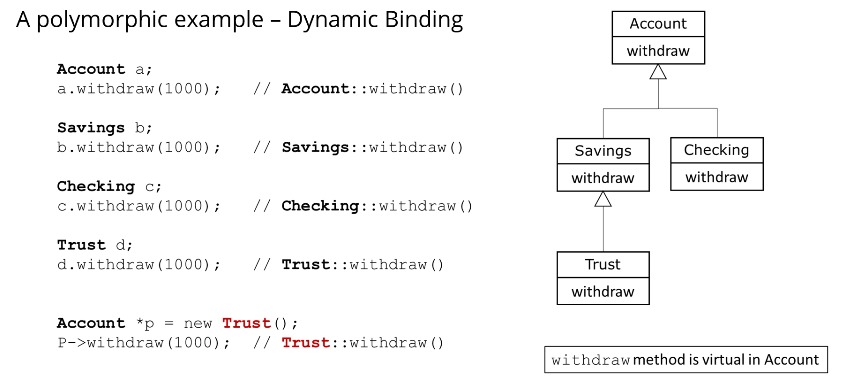 A polymorphic example – Dynamic Binding
Account a;
a.withdraw(1000);   // Account::withdraw()
Savings b;
b.withdraw(1000);   // Savings::withdraw()
Checking c;
c.withdraw(1000);   // Checking::withdraw()
Trust d;
d.withdraw(1000);   // Trust::withdraw()
Account *p = new Trust();
P->withdraw(1000);  // Trust::withdraw()
Account
withdraw
Savings
withdraw
Checking
withdraw
Trust
withdraw
withdraw method is virtual in Account